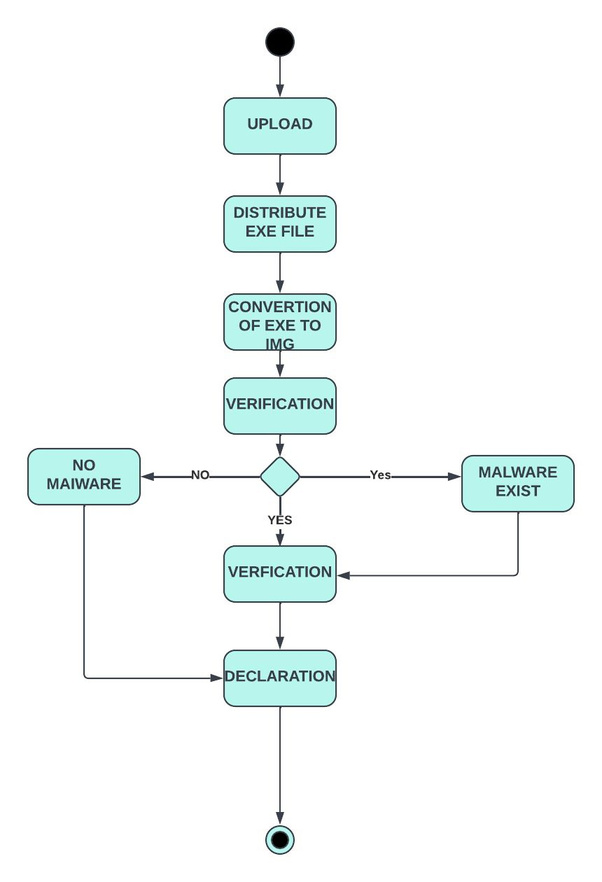 UPLOAD
DISTRIBUTE
EXE FILE
CONVERTION
OF EXE TO
IMG
VERIFICATION
NO
MAIWARE
NO
Yes
MALWARE
EXIST
YES
VERFICATION
DECLARATION